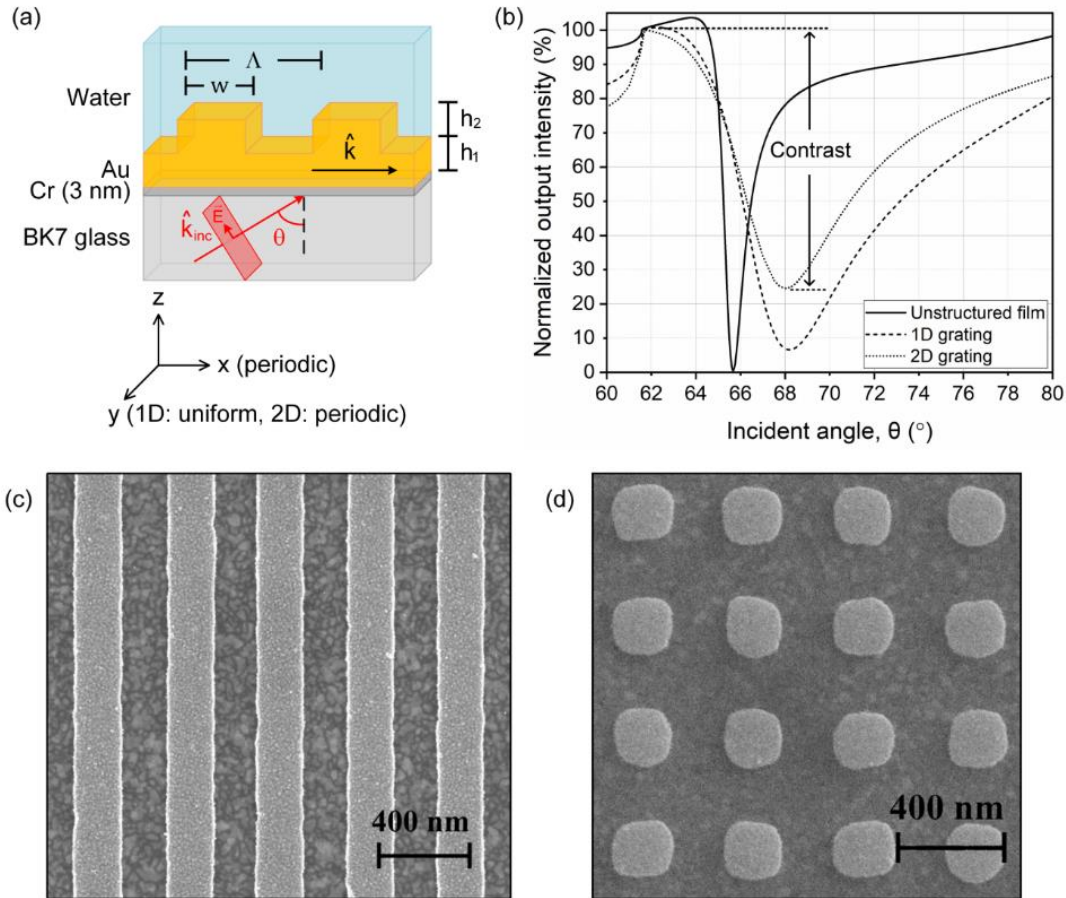 (a)
Water
Au
Cr (3 nm)
BK7 glass
Λ
w
h₂
h₁
k̂
k̂inc
E⃗
θ
z
x (periodic)
y (1D: uniform, 2D: periodic)
(b)
Normalized output intensity (%)
100
90
80
70
60
50
40
30
20
10
0
60 62 64 66 68 70 72 74 76 78 80
Incident angle, θ (°)
Contrast
Unstructured film
1D grating
2D grating
(c)
400 nm
(d)
400 nm